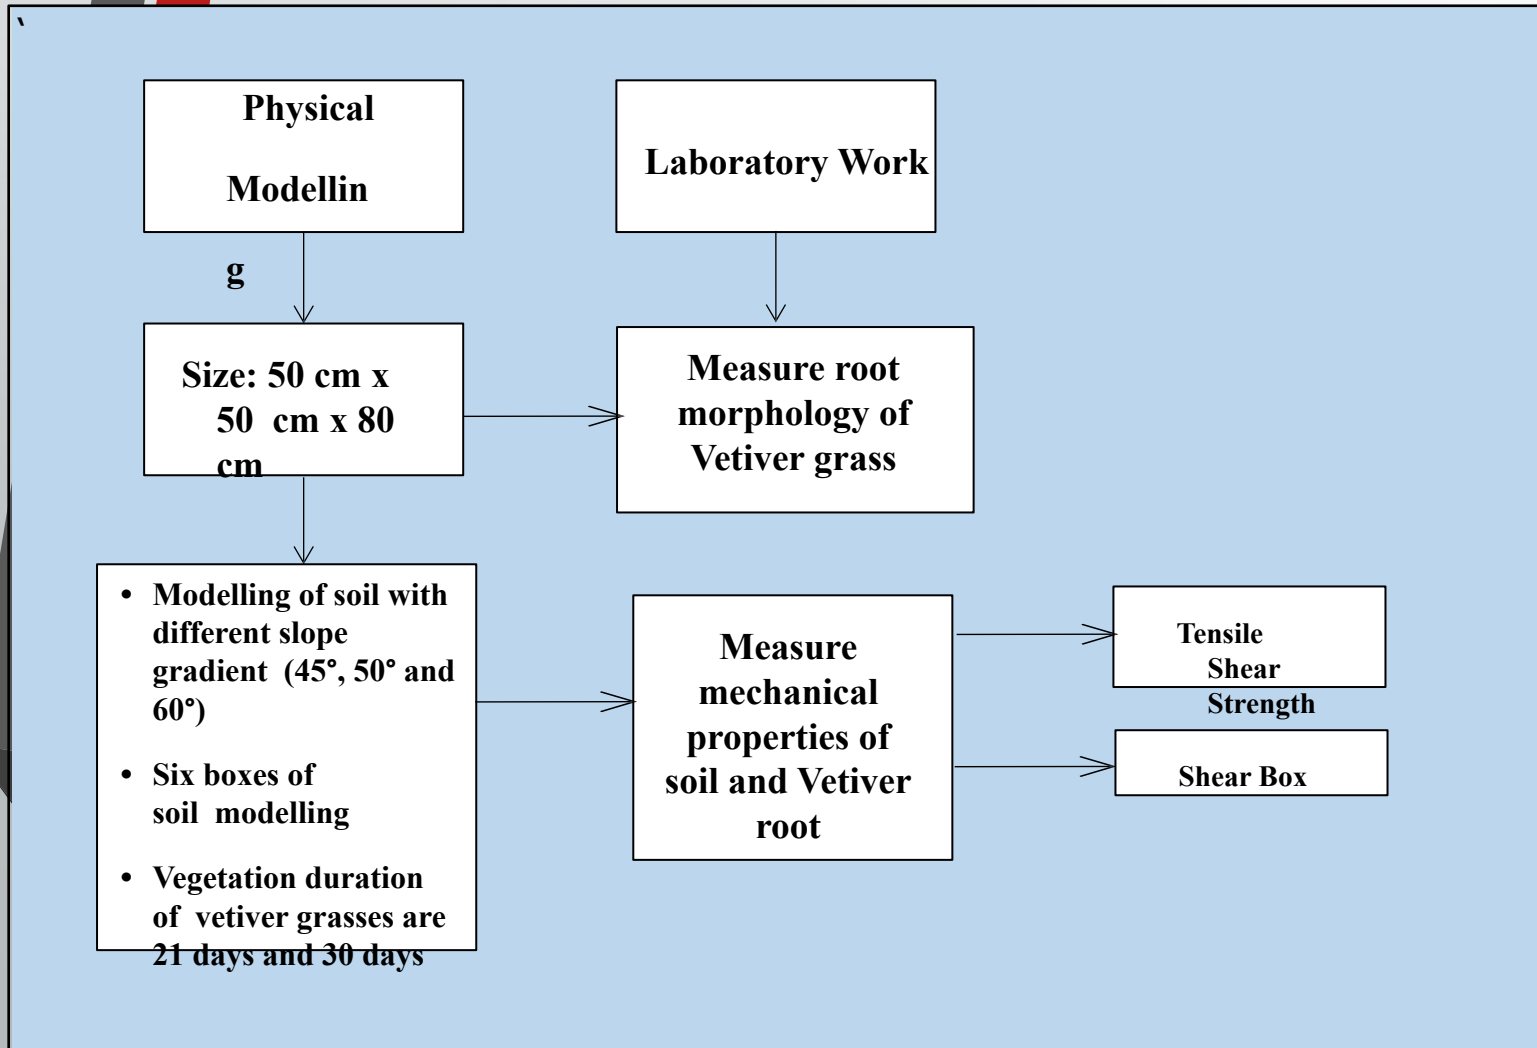 `
Physical
Modellin
g
Laboratory Work
Size: 50 cm x
50 cm x 80
cm
Measure root
morphology of
Vetiver grass
• Modelling of soil with
different slope
gradient (45°, 50° and
60°)
• Six boxes of
soil modelling
• Vegetation duration
of vetiver grasses are
21 days and 30 days
Measure
mechanical
properties of
soil and Vetiver
root
Tensile
Shear
Strength
Shear Box